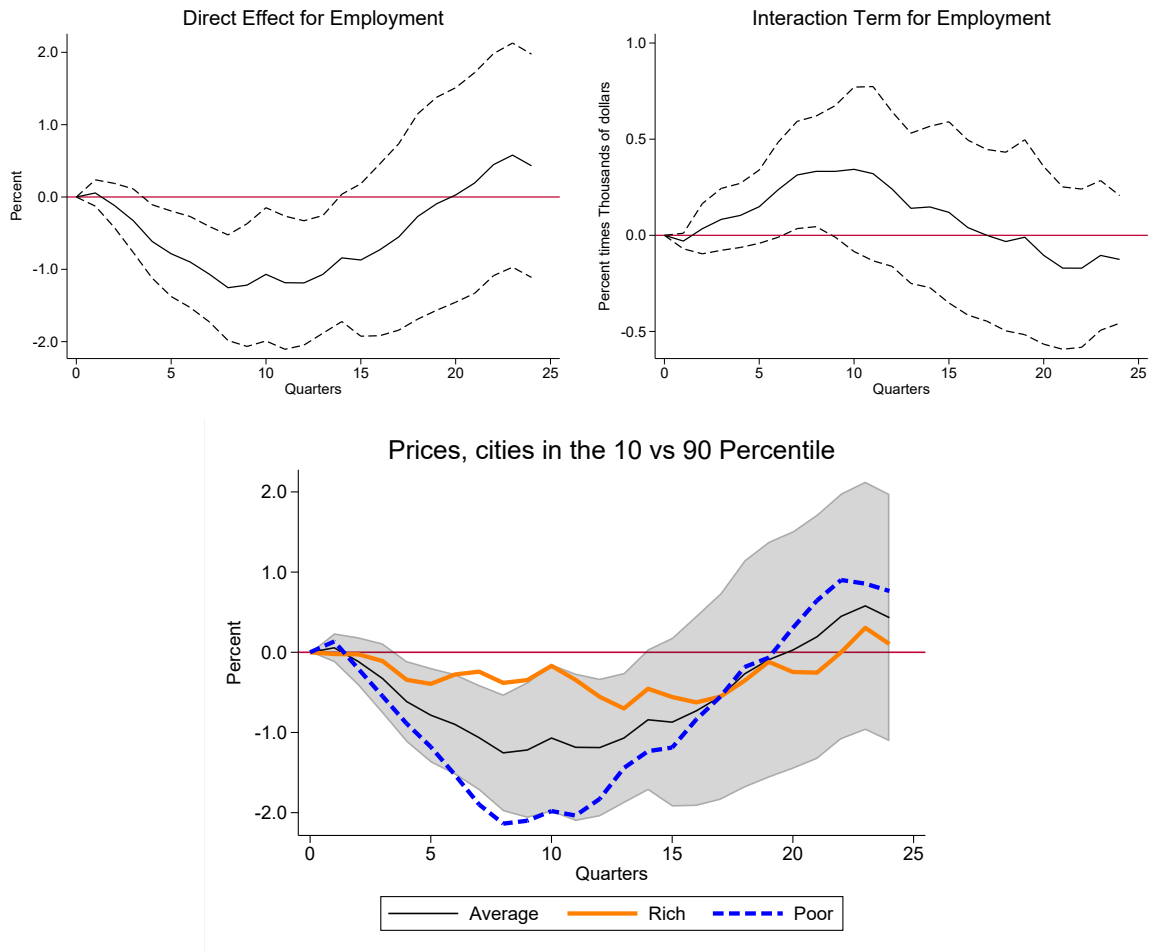 Direct Effect for Employment
Percent
2.0
1.0
0.0
-1.0
-2.0
0 5 10 15 20 25
Quarters
Interaction Term for Employment
Percent times Thousands of dollars
1.0
0.5
0.0
-0.5
0 5 10 15 20 25
Quarters
Prices, cities in the 10 vs 90 Percentile
Percent
2.0
1.0
0.0
-1.0
-2.0
0 5 10 15 20 25
Quarters
Average Rich Poor